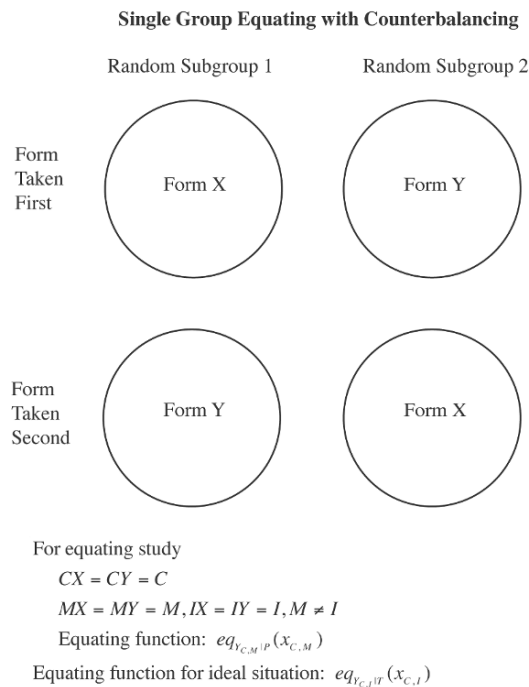 Single Group Equating with Counterbalancing
Random Subgroup 1 Random Subgroup 2
Form
Taken
First
Form X Form Y
Form
Taken
Second
Form Y Form X
For equating study
CX = CY = C
MX = MY = M, IX = IY = I, M ≠ I
Equating function: eq_{Y_{C,M}|P}(x_{C,M})
Equating function for ideal situation: eq_{Y_{C,I}|T}(x_{C,I})